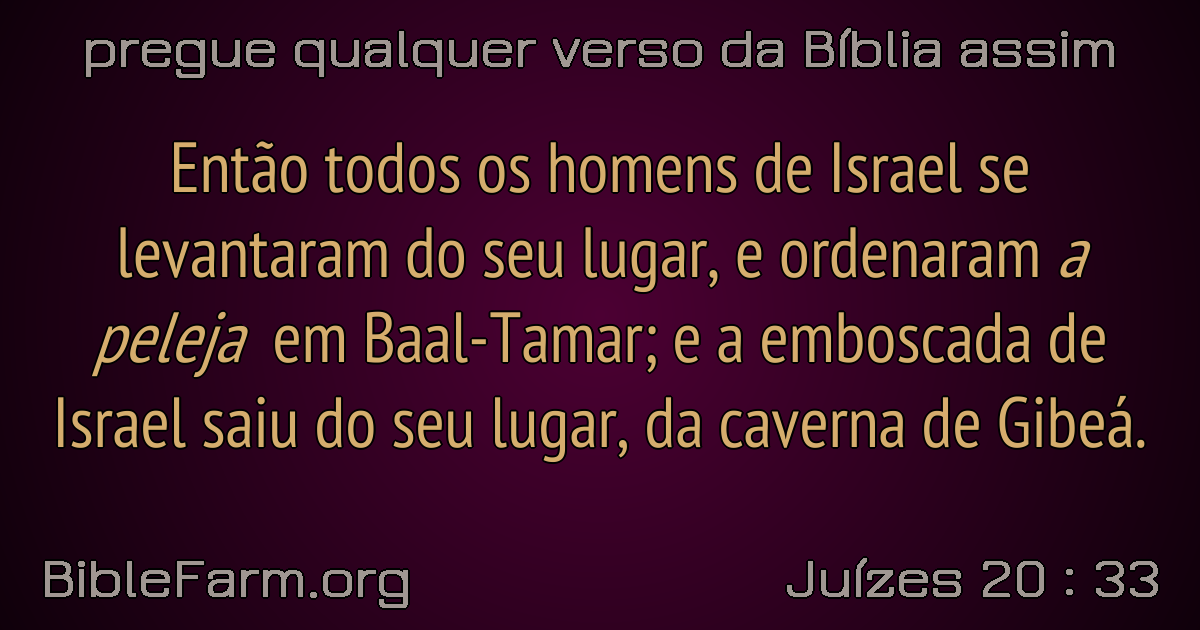 pregue qualquer verso da Bíblia assim
Então todos os homens de Israel se
levantaram do seu lugar, e ordenaram a
peleja em Baal-Tamar; e a emboscada de
Israel saiu do seu lugar, da caverna de Gibeá.
BibleFarm.org
Juízes 20 : 33